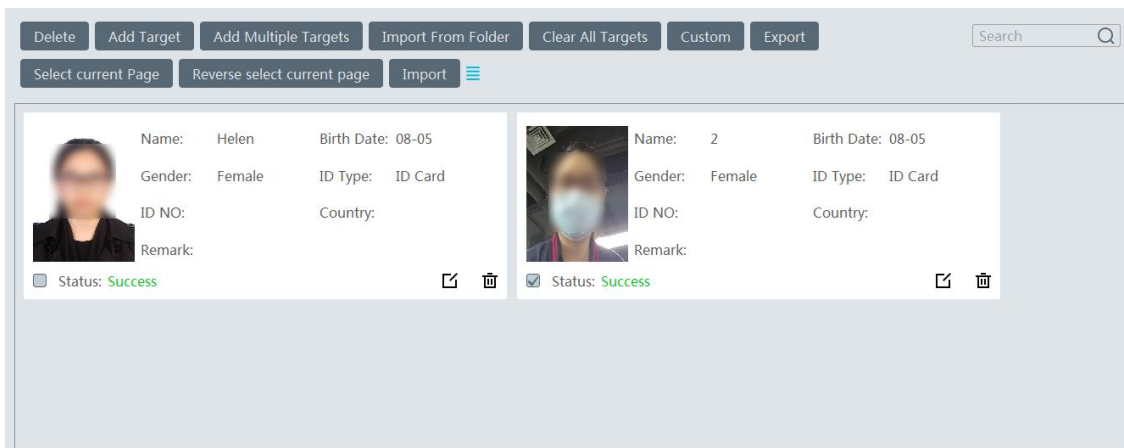 Delete Add Target Add Multiple Targets Import From Folder Clear All Targets Custom Export Search
Select current Page Reverse select current page Import
Name: Helen Birth Date: 08-05
Gender: Female ID Type: ID Card
ID NO: Country:
Remark:
Status: Success
Name: 2 Birth Date: 08-05
Gender: Female ID Type: ID Card
ID NO: Country:
Remark:
Status: Success